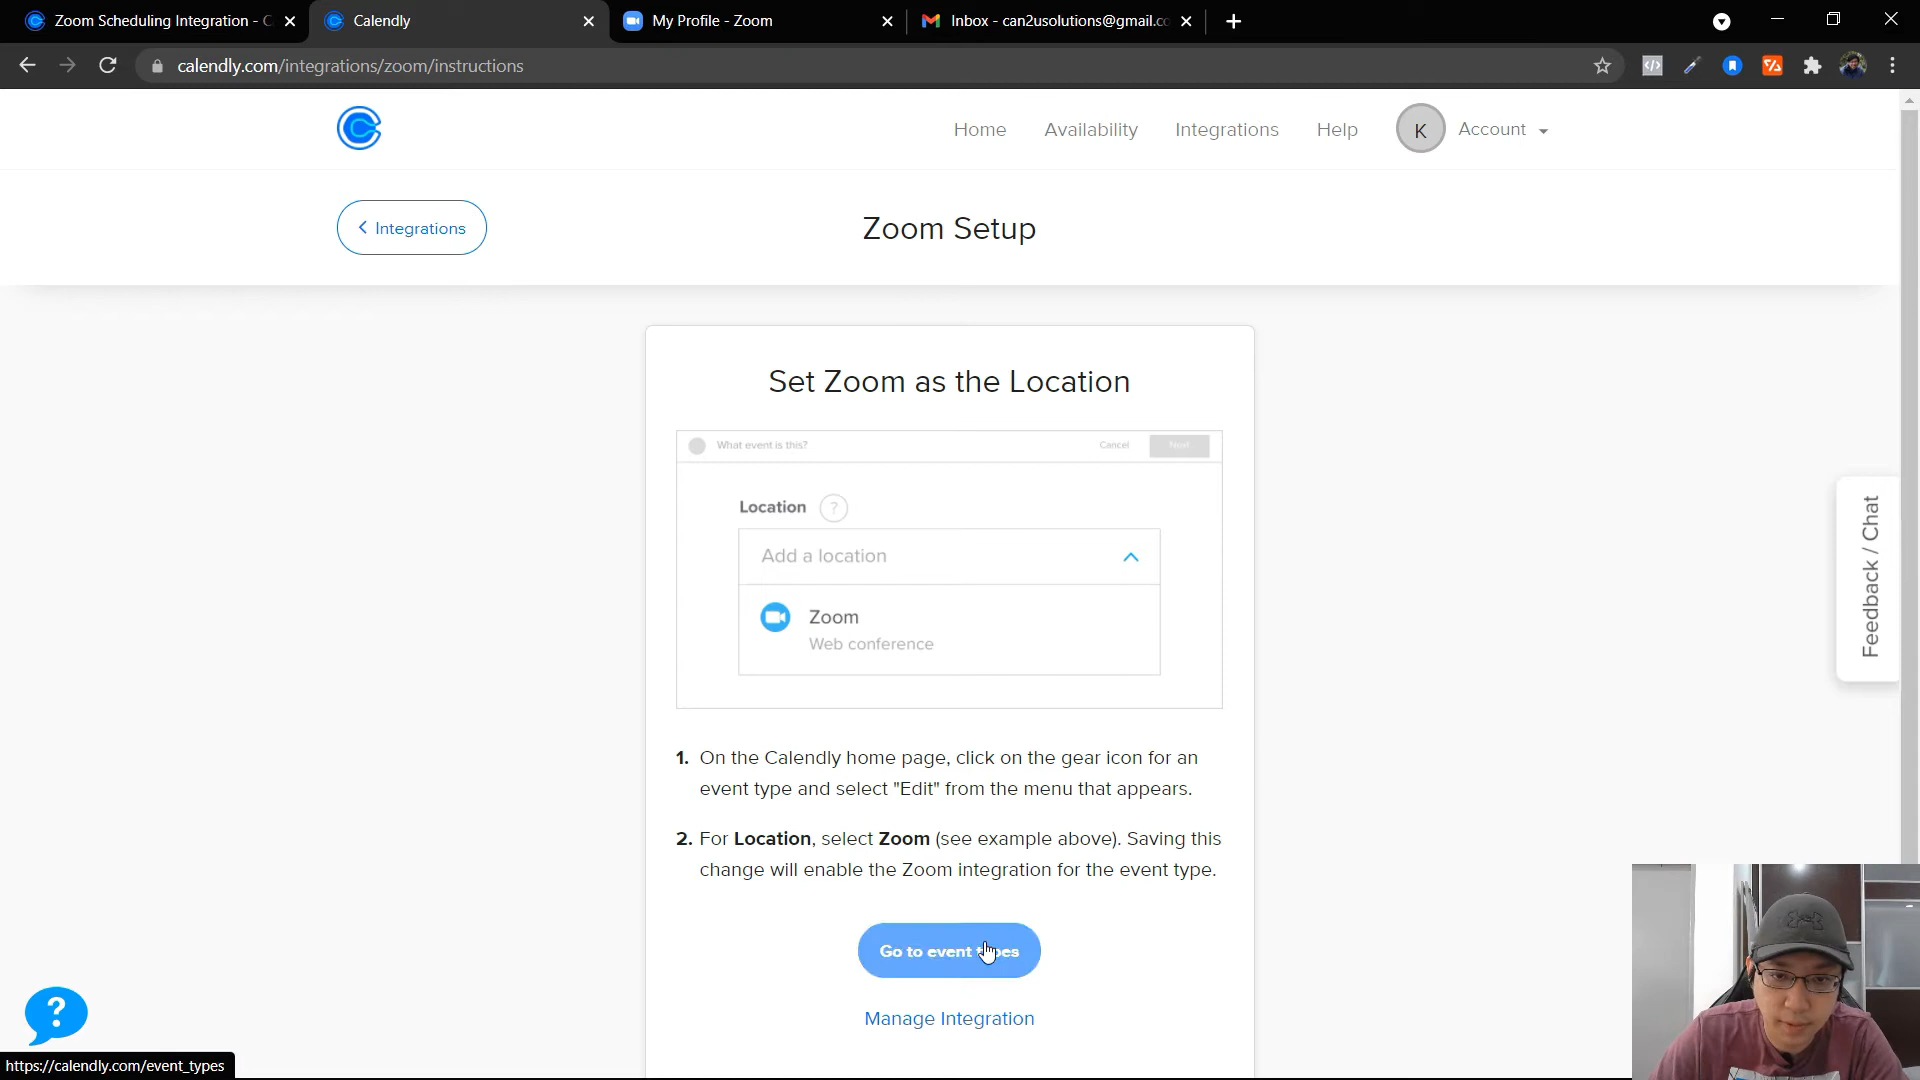 Zoom Scheduling Integration - C
Calendly
My Profile - Zoom
Inbox - can2usolutions@gmail.co
calendly.com/integrations/zoom/instructions
Home
Availability
Integrations
Help
K
Account
Integrations
Zoom Setup
Set Zoom as the Location
What event is this?
Cancel
Next
Location
?
Add a location
Zoom
Web conference
1. On the Calendly home page, click on the gear icon for an
event type and select "Edit" from the menu that appears.
2. For Location, select Zoom (see example above). Saving this
change will enable the Zoom integration for the event type.
Go to event types
Manage Integration
Feedback / Chat
?
https://calendly.com/event_types